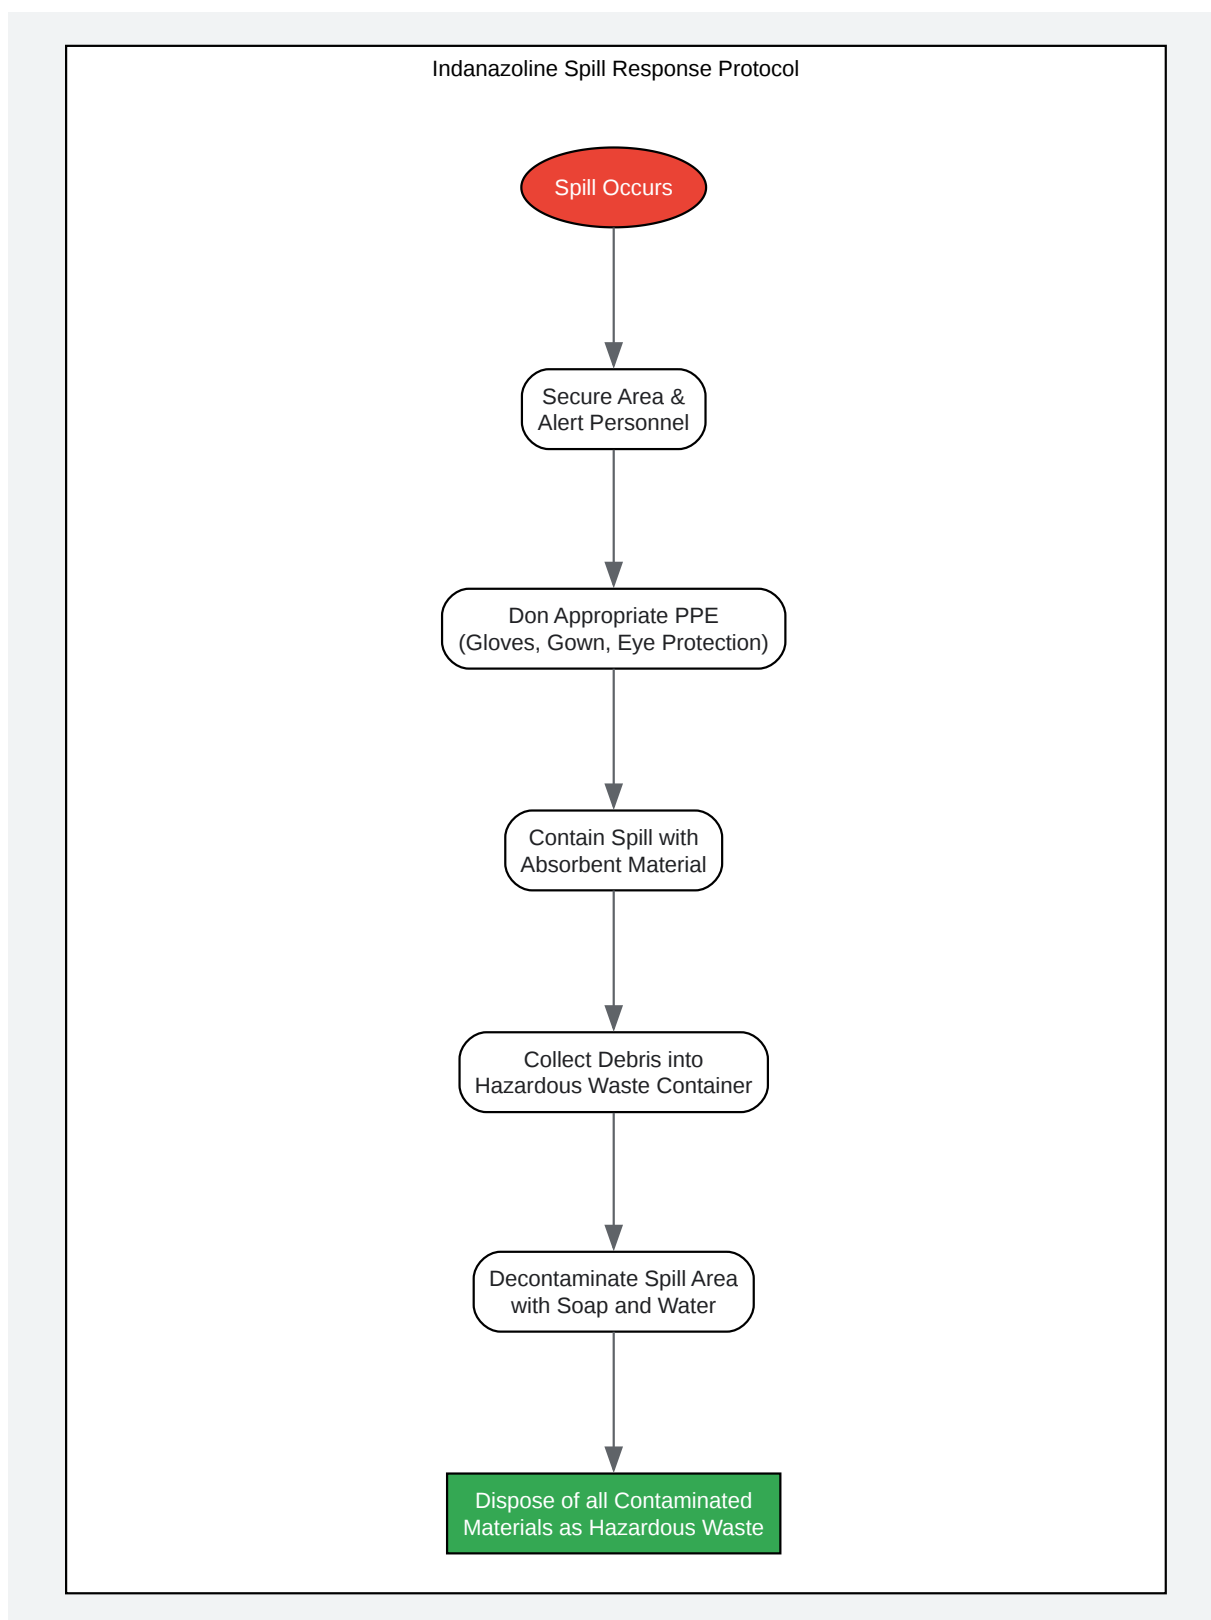 Indanazoline Spill Response Protocol
Spill Occurs
Secure Area &
Alert Personnel
Don Appropriate PPE
(Gloves, Gown, Eye Protection)
Contain Spill with
Absorbent Material
Collect Debris into
Hazardous Waste Container
Decontaminate Spill Area
with Soap and Water
Dispose of all Contaminated
Materials as Hazardous Waste